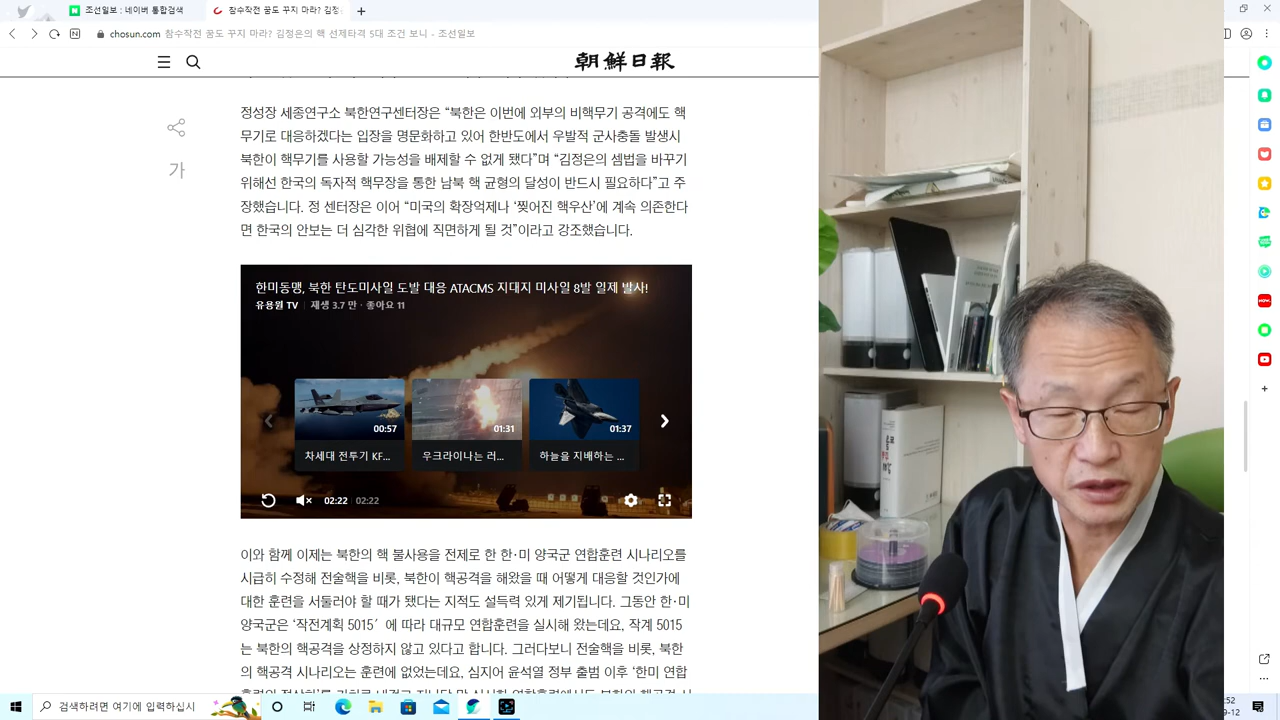 조선일보 : 네이버 통합검색
참수작전 꿈도 꾸지 마라? 김정은
chosun.com 참수작전 꿈도 꾸지 마라? 김정은의 핵 선제타격 5대 조건 보니 - 조선일보
朝鮮日報
가
정성장 세종연구소 북한연구센터장은 “북한은 이번에 외부의 비핵무기 공격에도 핵
무기로 대응하겠다는 입장을 명문화하고 있어 한반도에서 우발적 군사충돌 발생시
북한이 핵무기를 사용할 가능성을 배제할 수 없게 됐다”며 “김정은의 셈법을 바꾸기
위해선 한국의 독자적 핵무장을 통한 남북 핵 균형의 달성이 반드시 필요하다”고 주
장했습니다. 정 센터장은 이어 “미국의 확장억제나 ‘찢어진 핵우산’에 계속 의존한다
면 한국의 안보는 더 심각한 위협에 직면하게 될 것”이라고 강조했습니다.
한미동맹, 북한 탄도미사일 도발 대응 ATACMS 지대지 미사일 8발 일제 발사!
유용원 TV | 재생 3.7 만 · 좋아요 11
00:57
01:31
01:37
차세대 전투기 KF...
우크라이나는 러...
하늘을 지배하는 ...
02:22 | 02:22
이와 함께 이제는 북한의 핵 불사용을 전제로 한 한·미 양국군 연합훈련 시나리오를
시급히 수정해 전술핵을 비롯, 북한이 핵공격을 해왔을 때 어떻게 대응할 것인가에
대한 훈련을 서둘러야 할 때가 됐다는 지적도 설득력 있게 제기됩니다. 그동안 한·미
양국군은 ‘작전계획 5015′ 에 따라 대규모 연합훈련을 실시해 왔는데요, 작계 5015
는 북한의 핵공격을 상정하지 않고 있다고 합니다. 그러다보니 전술핵을 비롯, 북한
의 핵공격 시나리오는 훈련에 없었는데요, 심지어 윤석열 정부 출범 이후 ‘한미 연합
검색하려면 여기에 입력하십시
:52
9-12